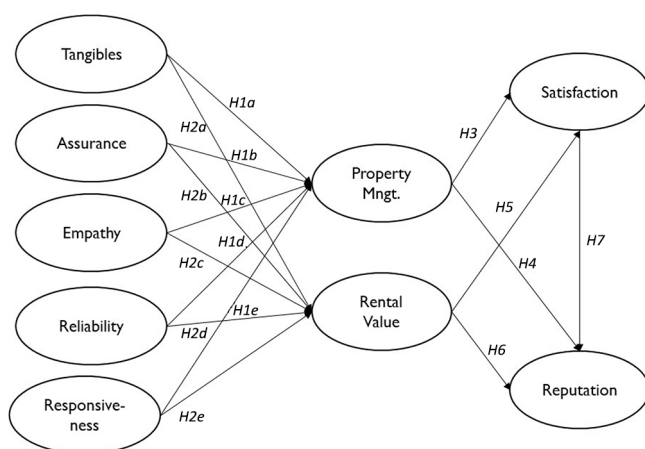 Tangibles
Assurance
Empathy
Reliability
Responsive-
ness
H1a
H2a
H1b
H2b
H1c
H1d
H2c
H1e
H2d
H2e
Property
Mngt.
Rental
Value
H3
H5
H4
H7
H6
Satisfaction
Reputation